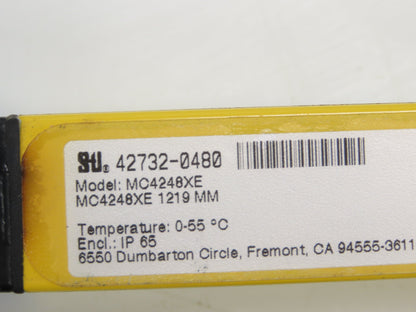 STI® 42732-0480
Model: MC4248XE
MC4248XE 1219 MM
Temperature: 0-55 °C
Encl.: IP 65
6550 Dumbarton Circle, Fremont, CA 94555-3611